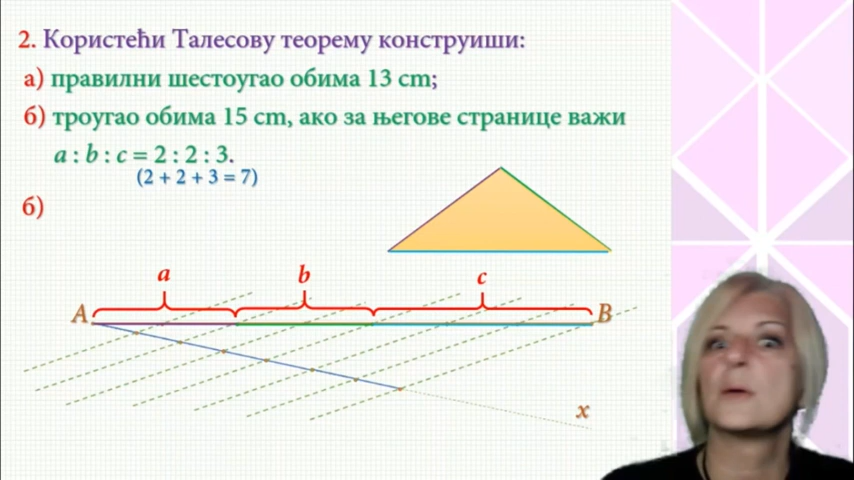 2. Користећи Талесову теорему конструиши:
а) правилни шестоугао обима 13 cm;
б) троугао обима 15 cm, ако за његове странице важи
a : b : c = 2 : 2 : 3.
(2 + 2 + 3 = 7)
б)
a b c
A B
x